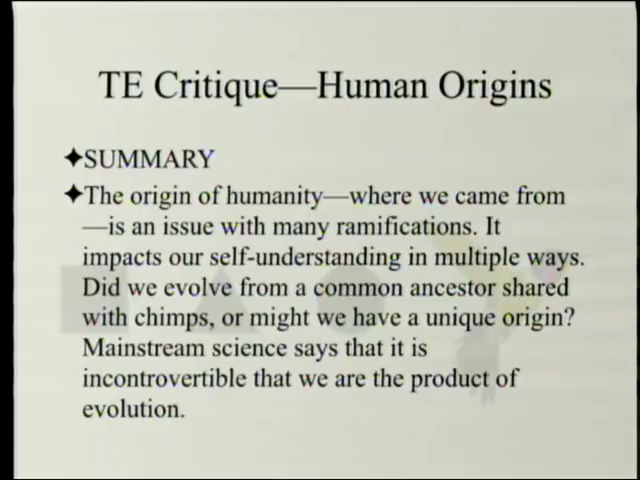 TE Critique—Human Origins
✦SUMMARY
✦The origin of humanity—where we came from
—is an issue with many ramifications. It
impacts our self-understanding in multiple ways.
Did we evolve from a common ancestor shared
with chimps, or might we have a unique origin?
Mainstream science says that it is
incontrovertible that we are the product of
evolution.